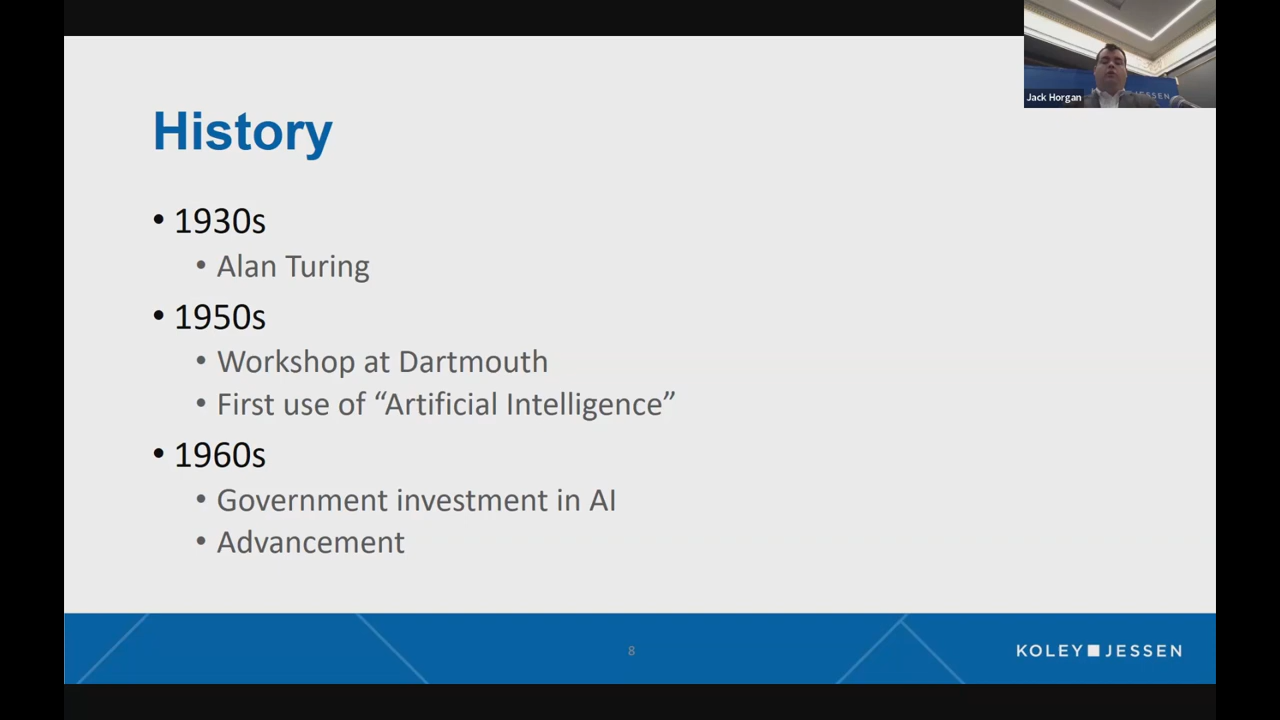 Jack Horgan
JESSEN
History
• 1930s
• Alan Turing
• 1950s
• Workshop at Dartmouth
• First use of “Artificial Intelligence”
• 1960s
• Government investment in AI
• Advancement
8
KOLEY JESSEN